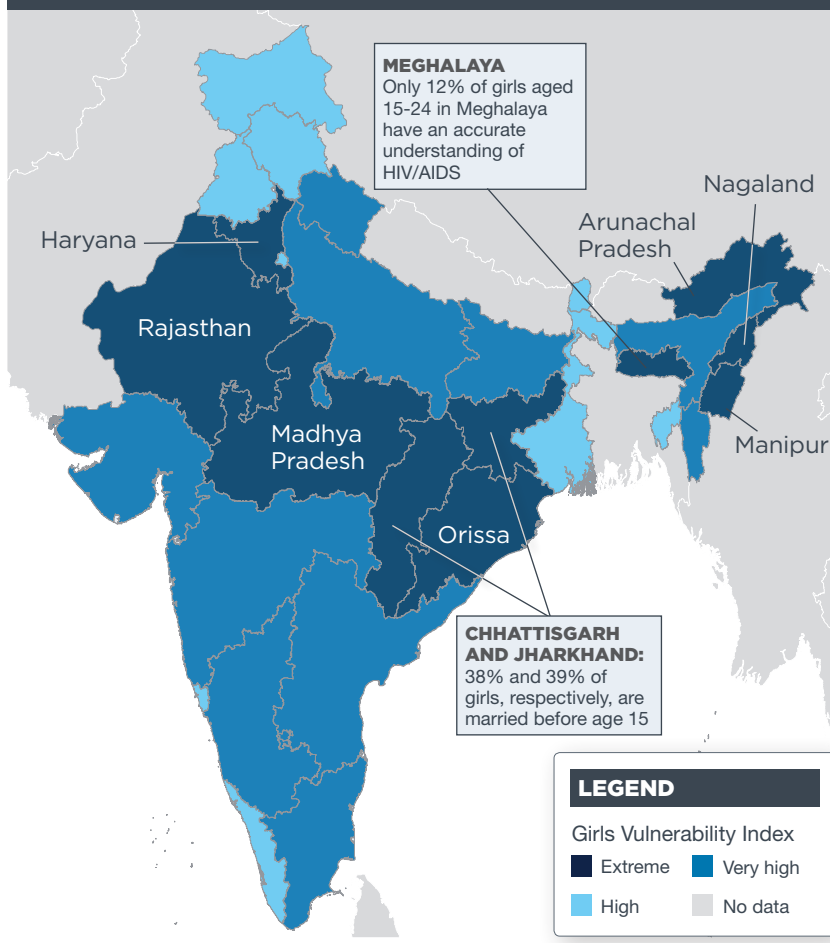 MEGHALAYA
Only 12% of girls aged
15-24 in Meghalaya
have an accurate
understanding of
HIV/AIDS
Nagaland
Arunachal
Pradesh
Haryana
Rajasthan
Madhya
Pradesh
Manipur
Orissa
CHHATTISGARH
AND JHARKHAND:
38% and 39% of
girls, respectively, are
married before age 15
LEGEND
Girls Vulnerability Index
Extreme
Very high
High
No data